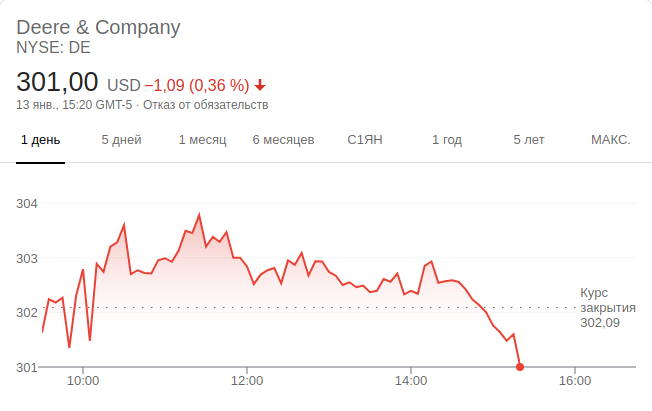 Deere & Company
NYSE: DE
301,00 USD −1,09 (0,36 %)
13 янв., 15:20 GMT-5 · Отказ от обязательств
1 день 5 дней 1 месяц 6 месяцев С1ЯН 1 год 5 лет МАКС.
304
303
302
301
Курс
закрытия
302,09
10:00 12:00 14:00 16:00